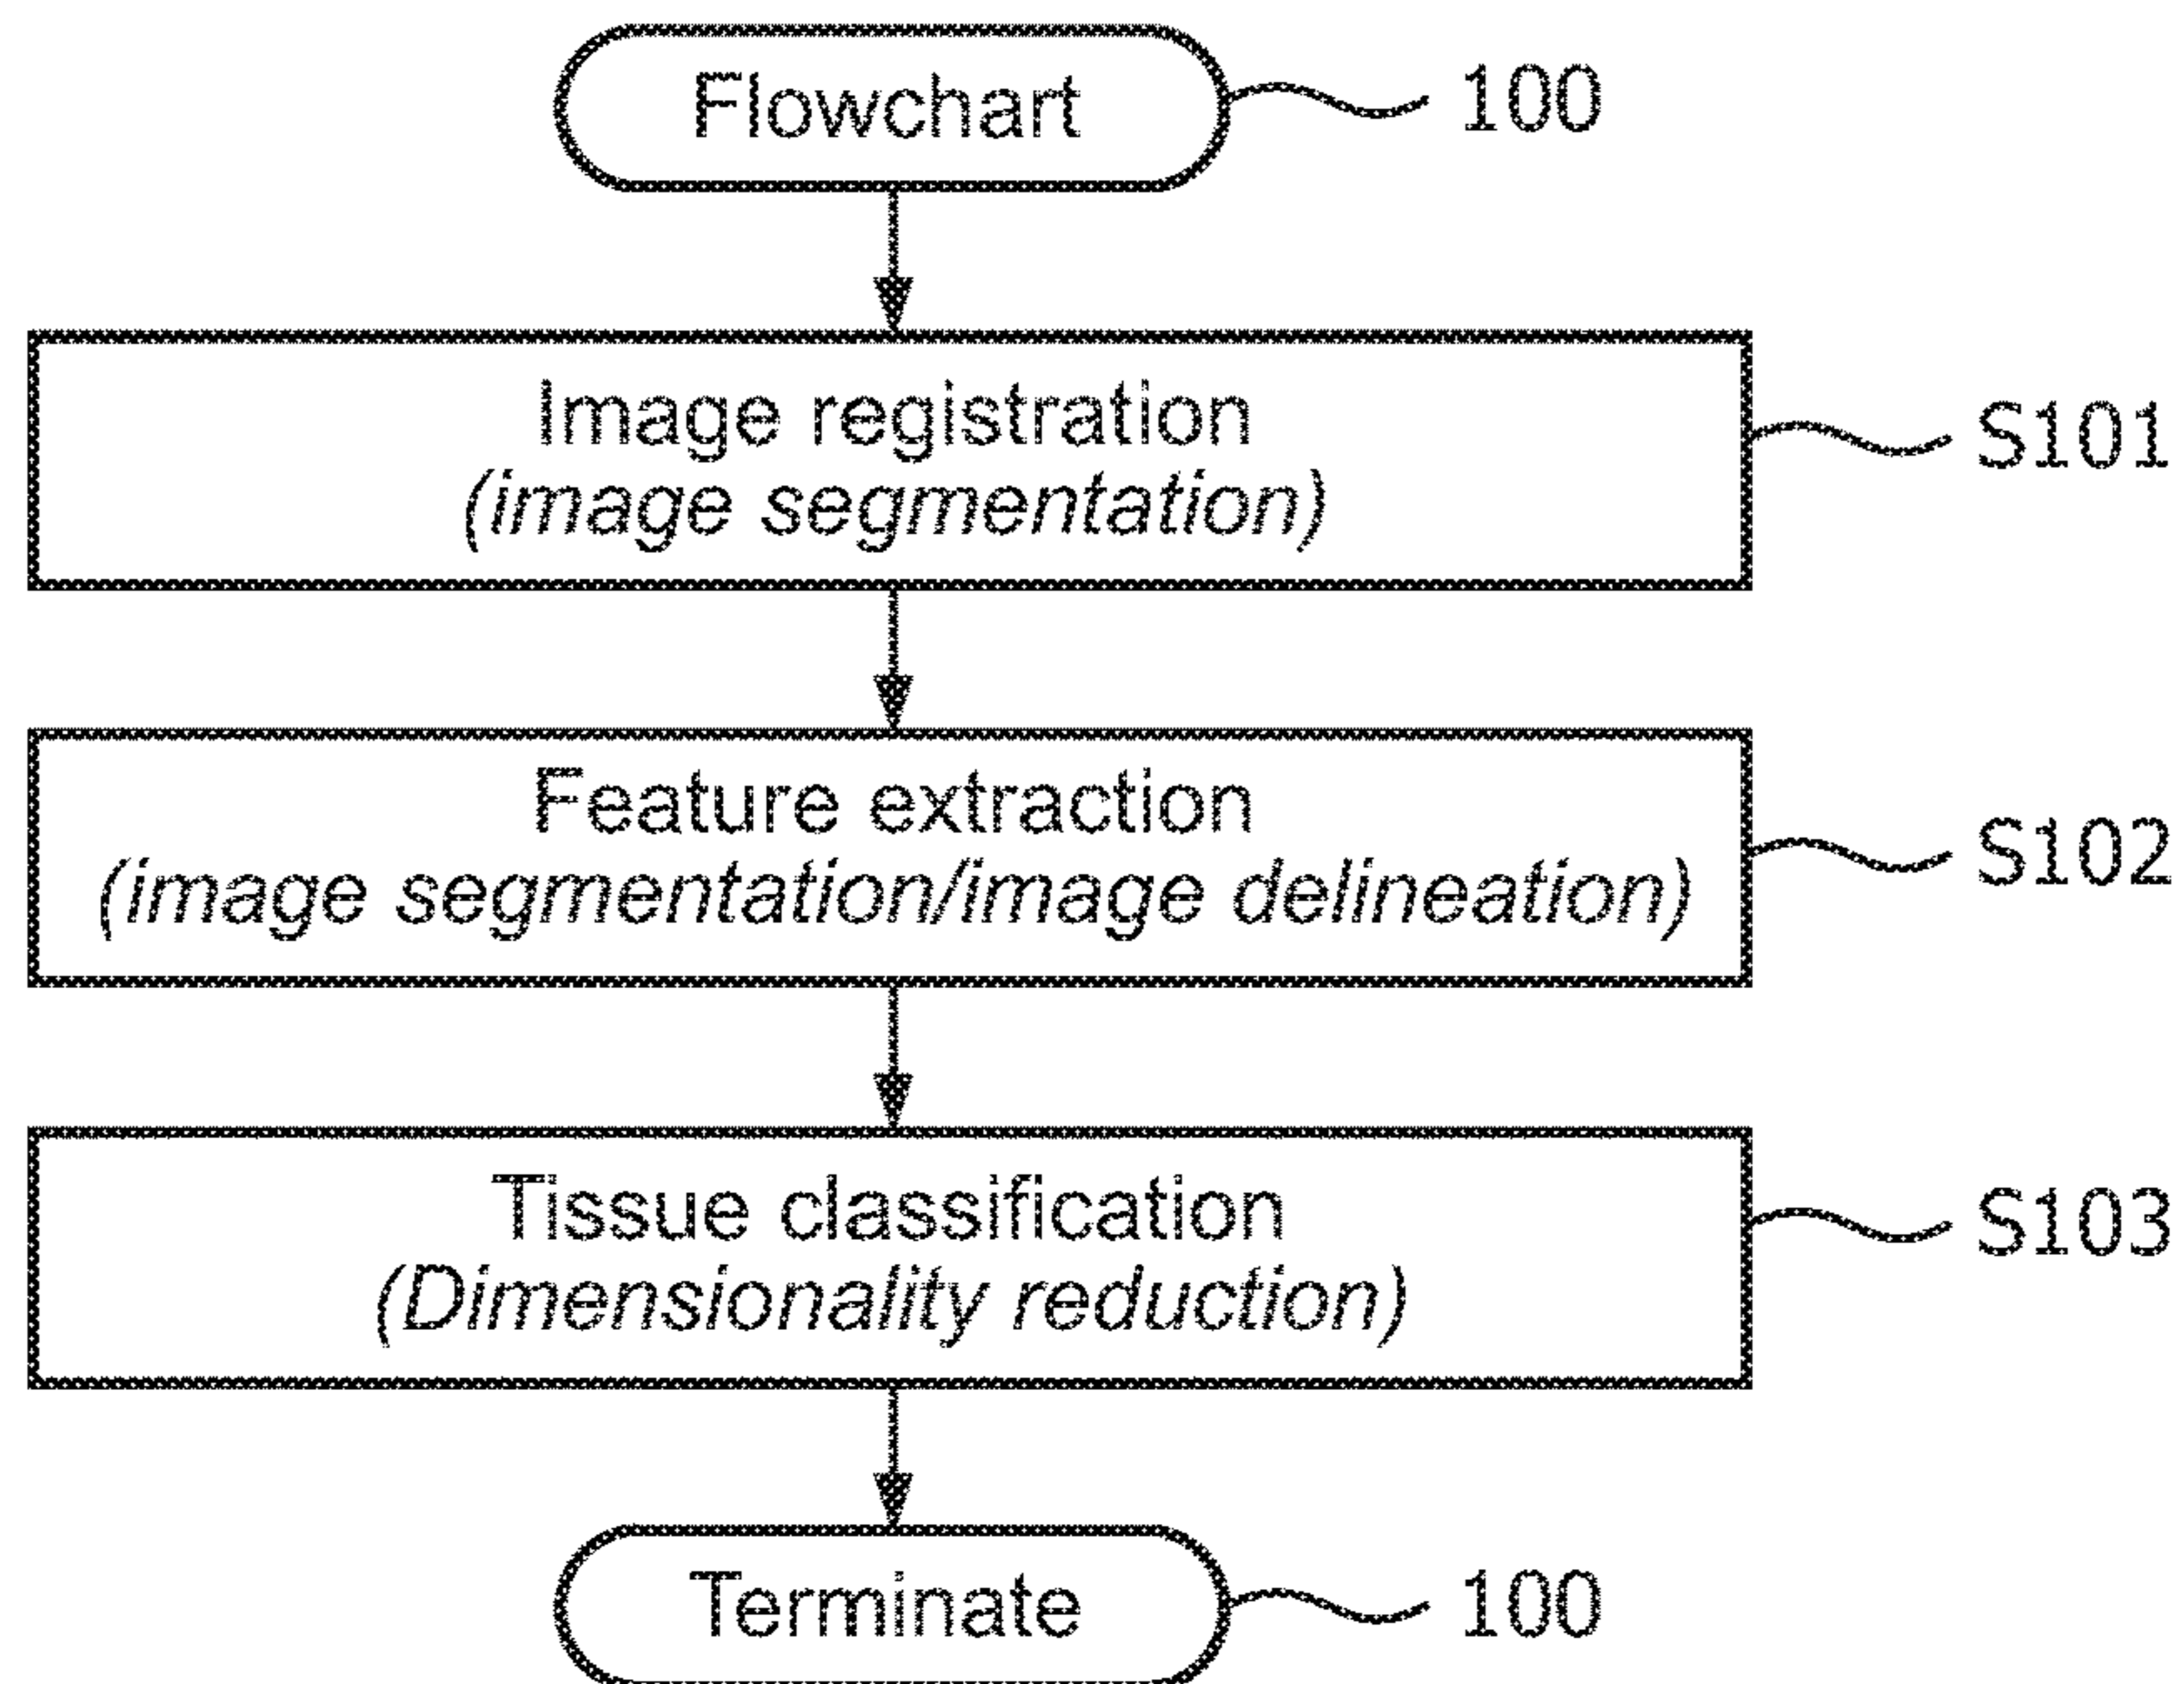 Flowchart
100
Image registration
(image segmentation)
S101
Feature extraction
(image segmentation/image delineation)
S102
Tissue classification
(Dimensionality reduction)
S103
Terminate
100